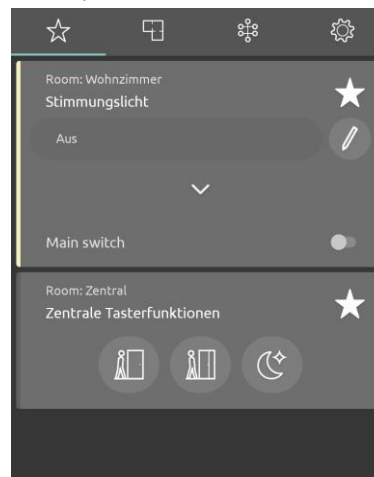 Room: Wohnzimmer
Stimmungslicht
Aus
Main switch
Room: Zentral
Zentrale Tasterfunktionen